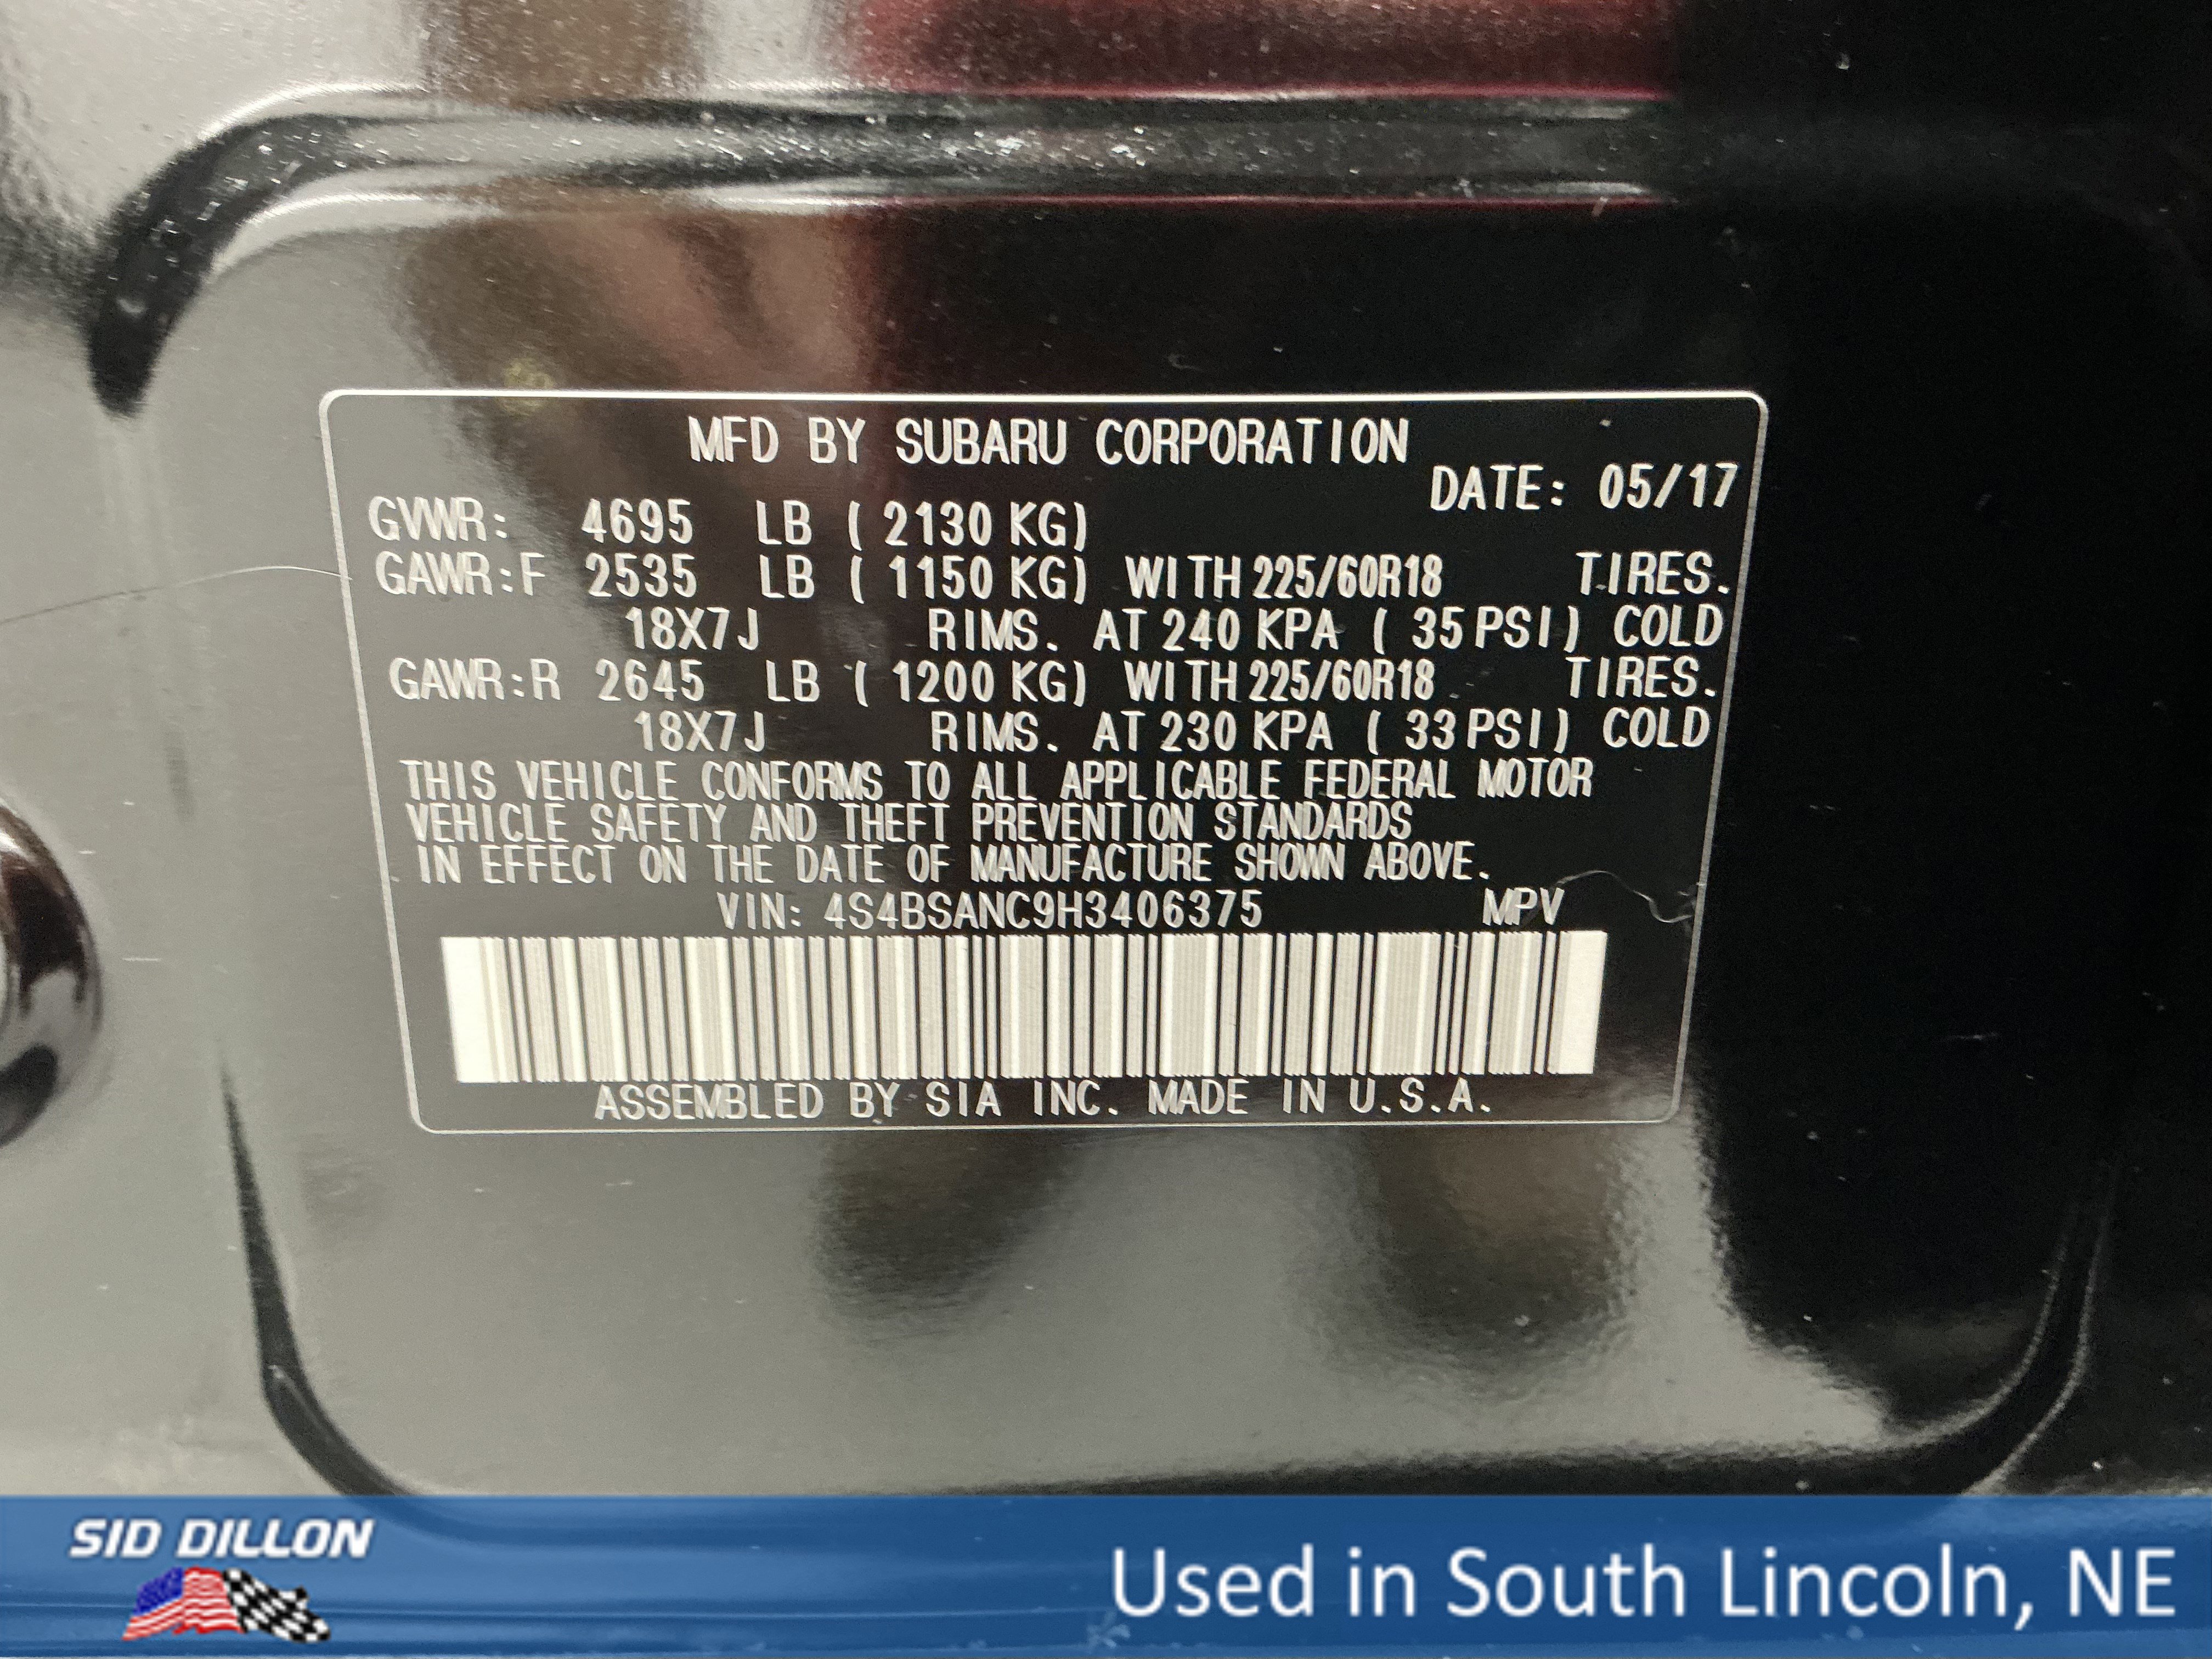 MFD BY SUBARU CORPORATION
DATE: 05/17
GVWR: 4695 LB ( 2130 KG)
GAWR:F 2535 LB ( 1150 KG) WITH 225/60R18 TIRES.
18X7J RIMS. AT 240 KPA ( 35 PSI) COLD
GAWR:R 2645 LB ( 1200 KG) WITH 225/60R18 TIRES.
18X7J RIMS. AT 230 KPA ( 33 PSI) COLD
THIS VEHICLE CONFORMS TO ALL APPLICABLE FEDERAL MOTOR
VEHICLE SAFETY AND THEFT PREVENTION STANDARDS
IN EFFECT ON THE DATE OF MANUFACTURE SHOWN ABOVE.
VIN: 4S4BSANC9H3406375 MPV
ASSEMBLED BY SIA INC. MADE IN U.S.A.
SID DILLON
Used in South Lincoln, NE